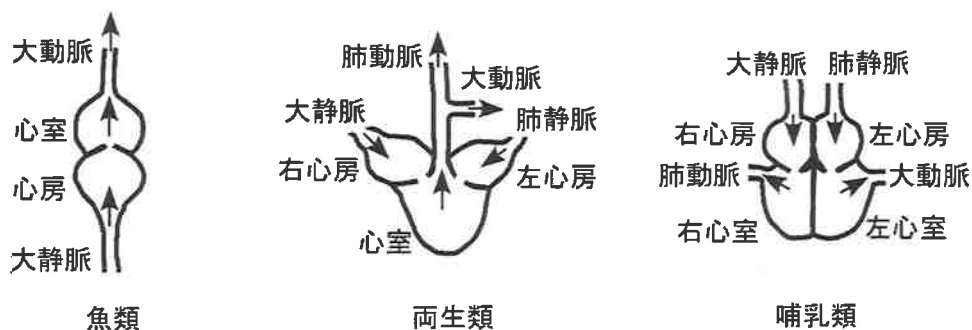 大動脈
心室
心房
大静脈
魚類
肺動脈
大動脈
大静脈
肺静脈
右心房
左心房
心室
両生類
大静脈 肺静脈
右心房
左心房
肺動脈
大動脈
右心室
左心室
哺乳類